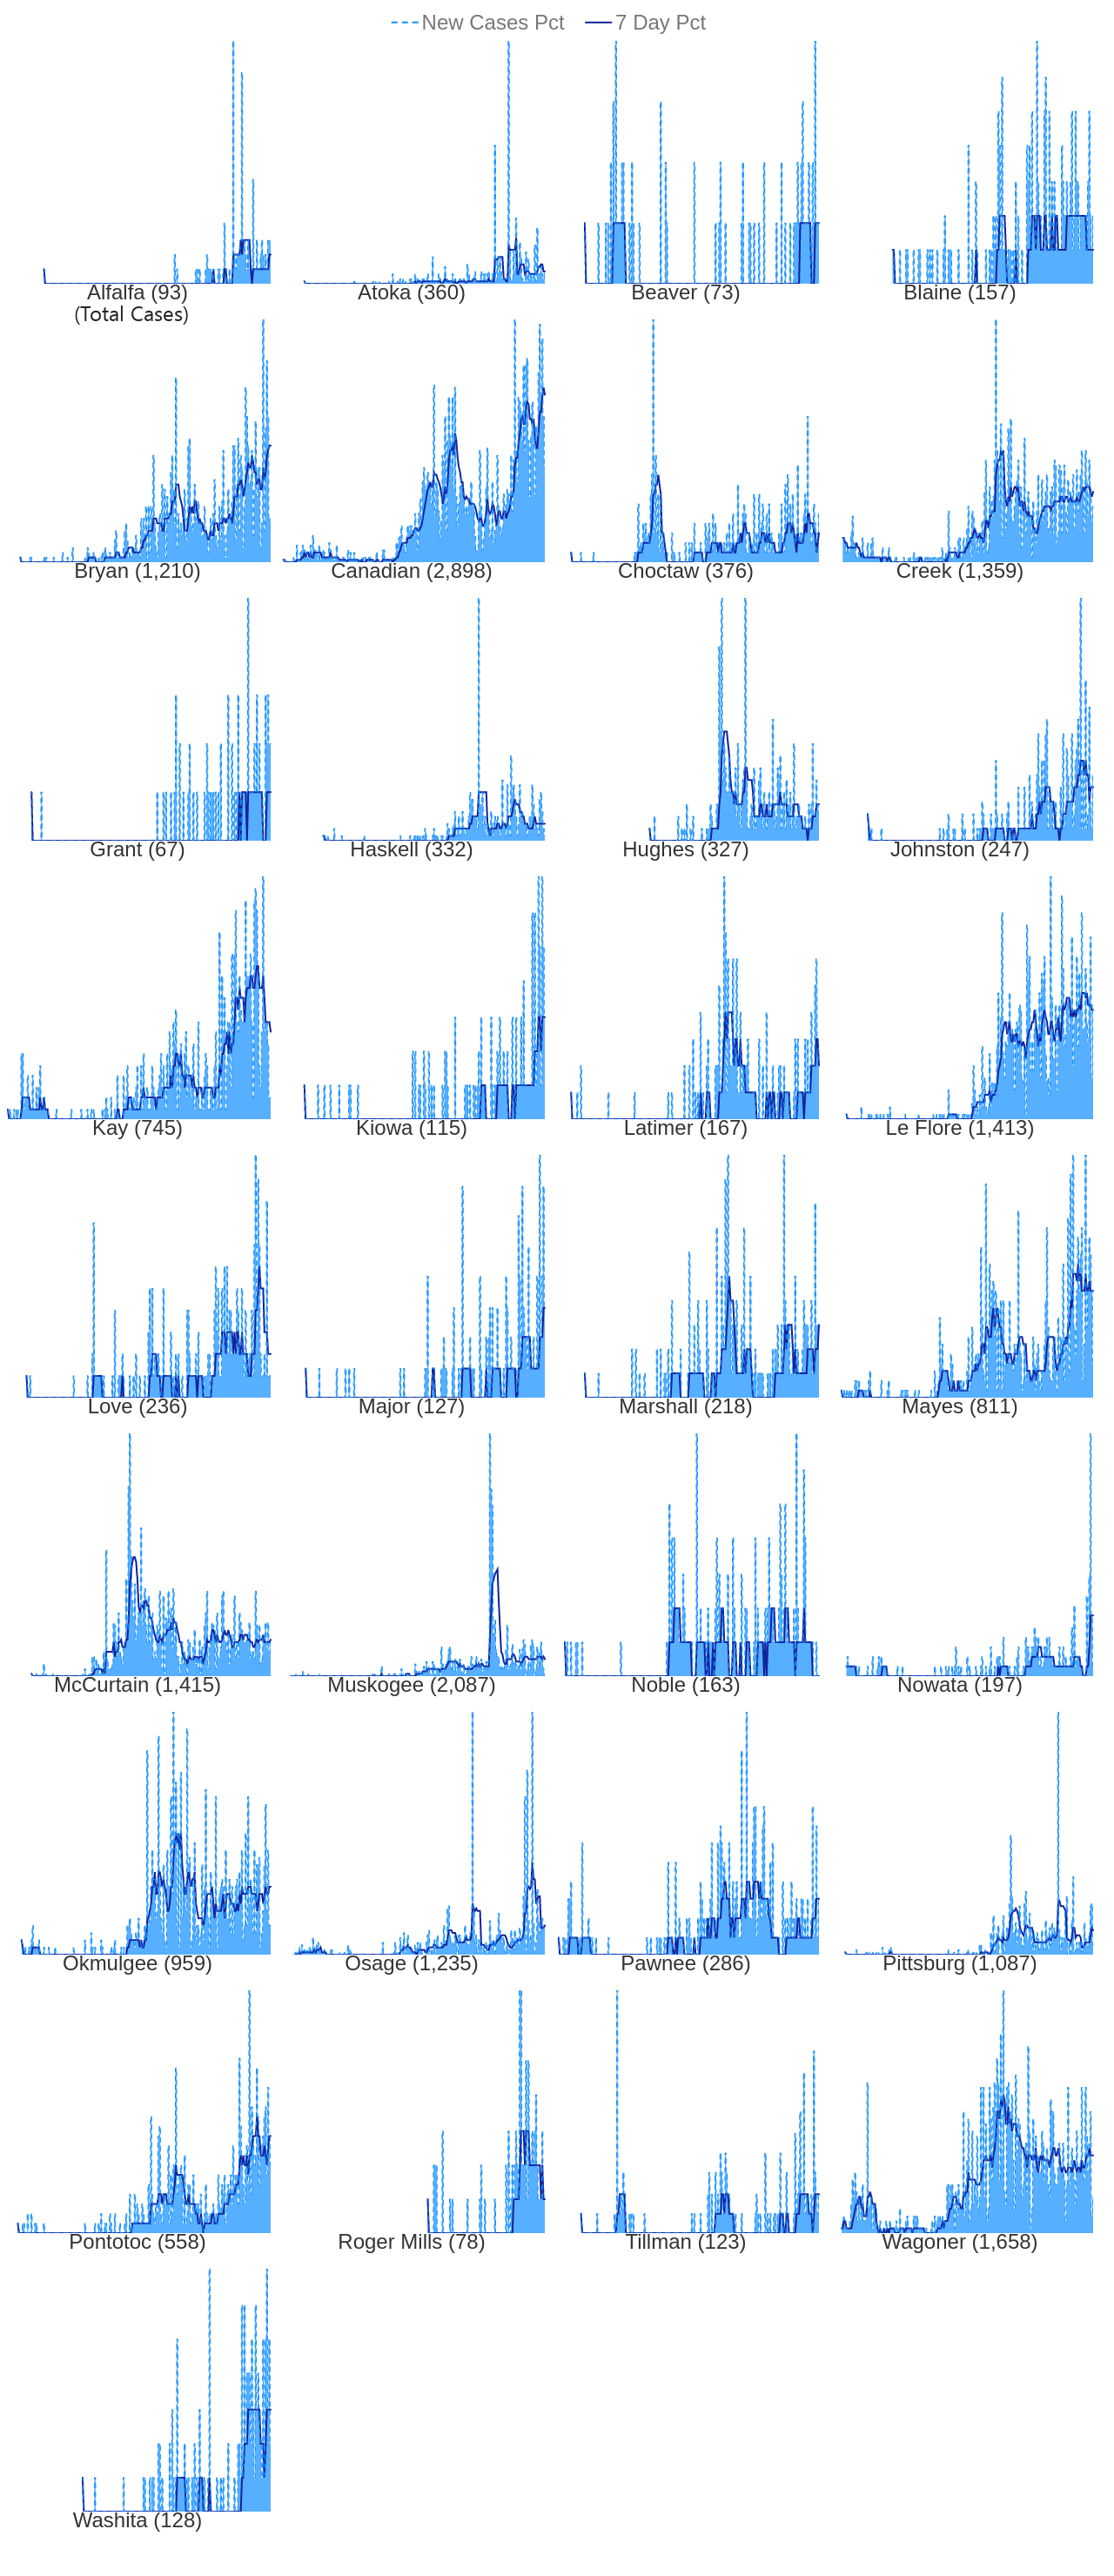 New Cases Pct 7 Day Pct
Alfalfa (93) Atoka (360) Beaver (73) Blaine (157)
(Total Cases)
Bryan (1,210) Canadian (2,898) Choctaw (376) Creek (1,359)
Grant (67) Haskell (332) Hughes (327) Johnston (247)
Kay (745) Kiowa (115) Latimer (167) Le Flore (1,413)
Love (236) Major (127) Marshall (218) Mayes (811)
McCurtain (1,415) Muskogee (2,087) Noble (163) Nowata (197)
Okmulgee (959) Osage (1,235) Pawnee (286) Pittsburg (1,087)
Pontotoc (558) Roger Mills (78) Tillman (123) Wagoner (1,658)
Washita (128)